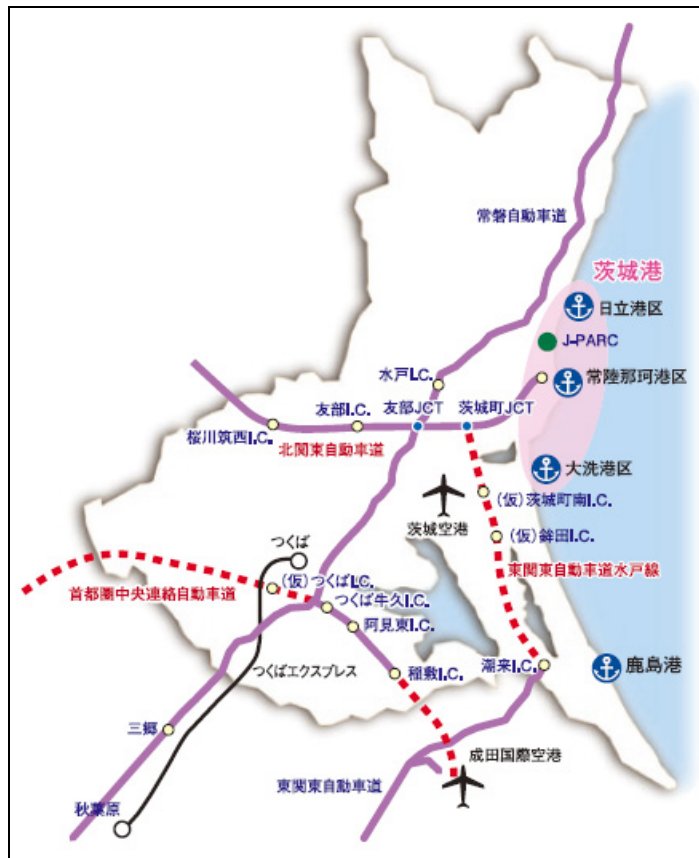 常磐自動車道
茨城港
日立港区
J-PARC
水戸I.C.
常陸那珂港区
友部I.C.
友部JCT
茨城町JCT
桜川筑西I.C.
北関東自動車道
大洗港区
(仮)茨城町南I.C.
茨城空港
(仮)鉾田I.C.
つくば
東関東自動車道水戸線
(仮)つくばI.C.
首都圏中央連絡自動車道
つくば牛久I.C.
阿見東I.C.
つくばエクスプレス
稲敷I.C.
潮来I.C.
鹿島港
三郷
成田国際空港
東関東自動車道
秋葉原